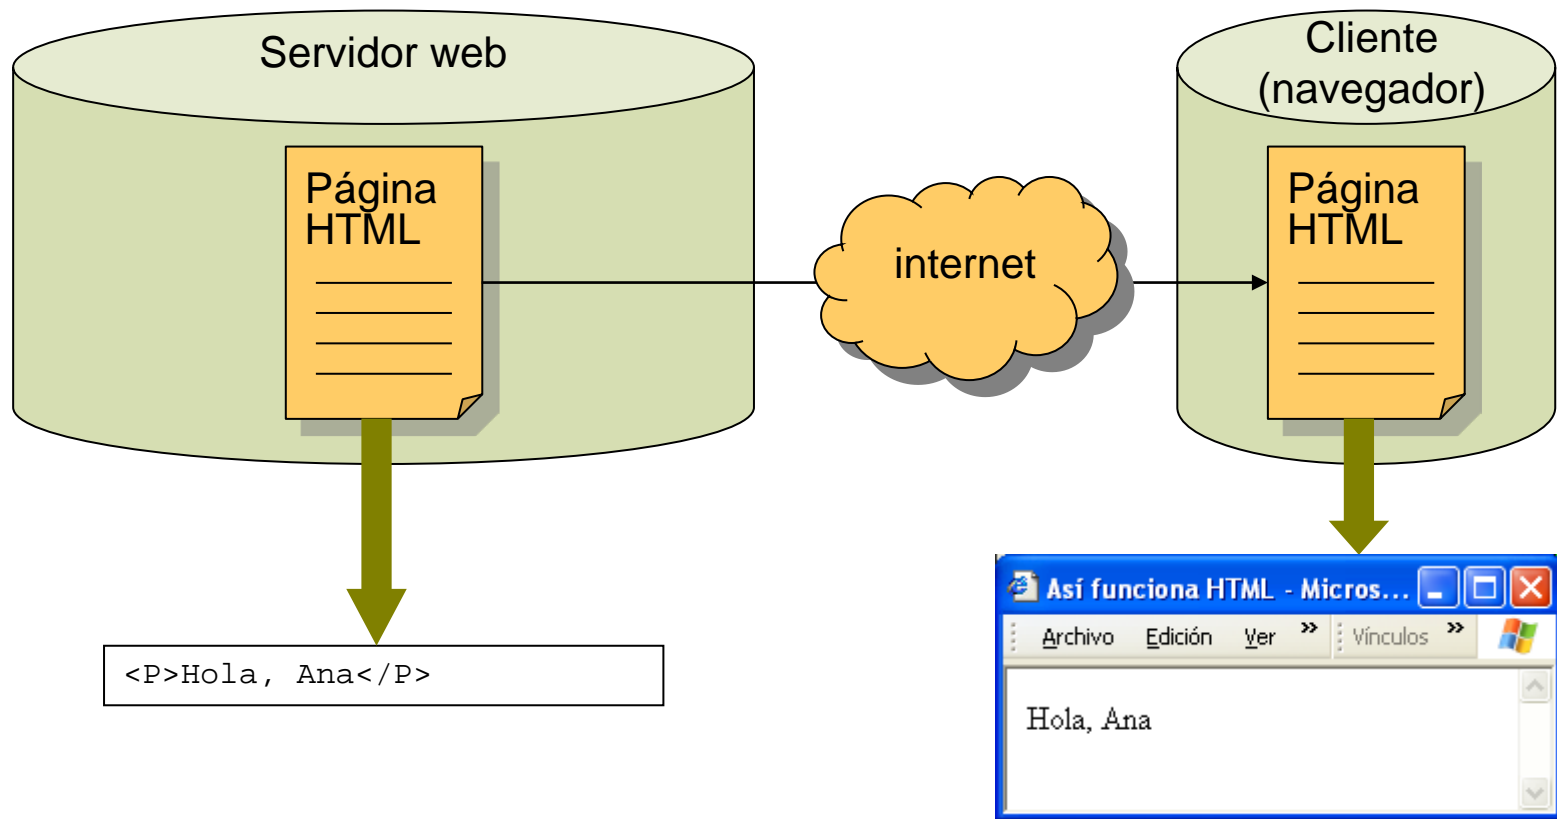 Servidor web
Cliente
(navegador)
Página
HTML
internet
Página
HTML
<P>Hola, Ana</P>
Así funciona HTML - Micros...
Archivo Edición Ver » Vínculos »
Hola, Ana